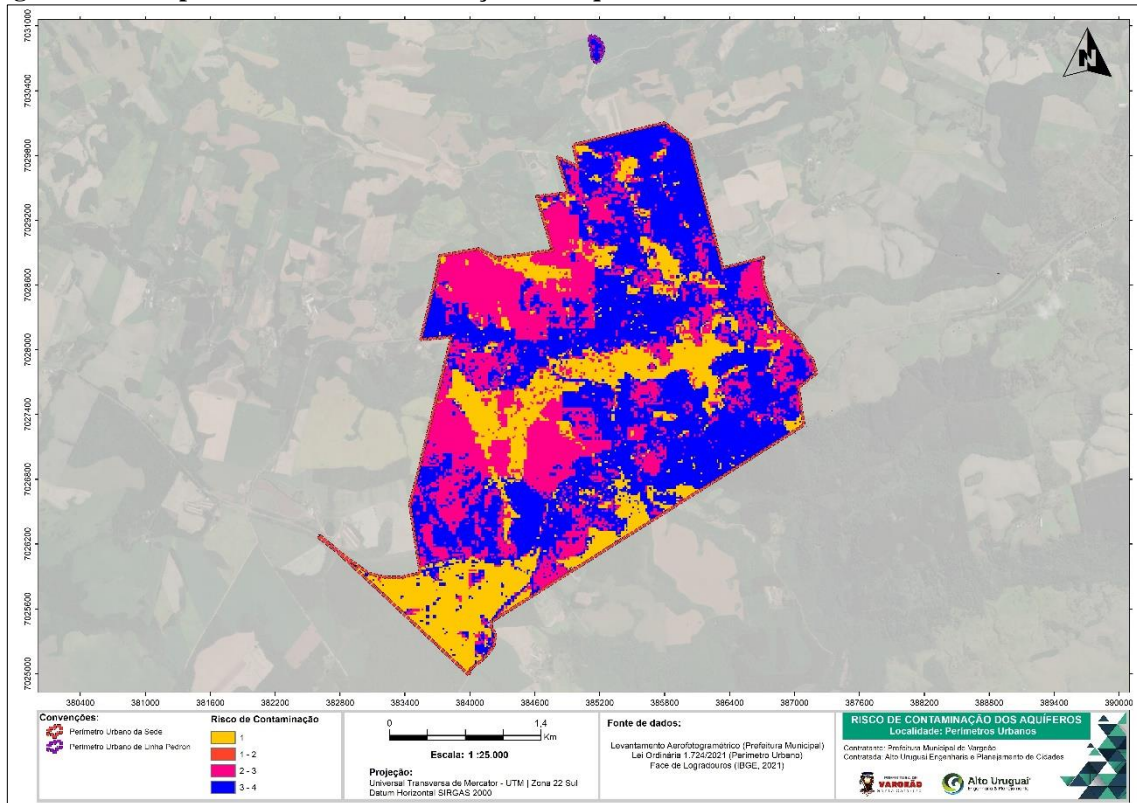 7031000
7030400
7029800
7029200
7028600
7028000
7027400
7026800
7026200
7025600
7025000
N
380400 381000 381600 382200 382800 383400 384000 384600 385200 385800 386400 387000 387600 388200 388800 389400 390000
Convenções:
Perímetro Urbano da Sede
Perímetro Urbano de Linha Pedron
Risco de Contaminação
1
1 - 2
2 - 3
3 - 4
0 1,4
Km
Escala: 1 :25.000
Projeção:
Universal Transversa de Mercator - UTM | Zona 22 Sul
Datum Horizontal SIRGAS 2000
Fonte de dados:
Levantamento Aerofotogramétrico (Prefeitura Municipal)
Lei Ordinária 1.724/2021 (Perímetro Urbano)
Face de Logradouros (IBGE, 2021)
RISCO DE CONTAMINAÇÃO DOS AQUÍFEROS
Localidade: Perímetros Urbanos
Contratante: Prefeitura Municipal de Vargeão
Contratada: Alto Uruguai Engenharia e Planejamento de Cidades
PREFEITURA DE
VARGEÃO
Alto Uruguai
Engenharia & Planejamento